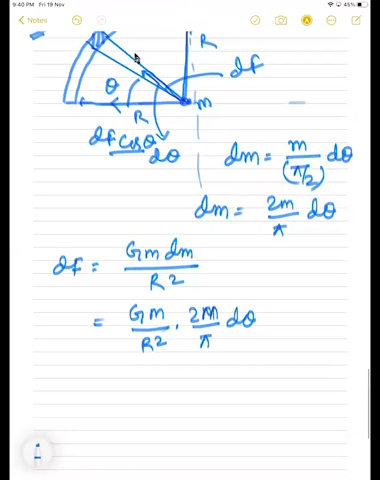 9:40 PM Fri 19 Nov
45%
Notes
R
df
θ
m
R
df cosθ
dθ
dm = m/(π/2) dθ
dm = 2m/π dθ
df = Gm dm/R²
= Gm/R² · 2M/π dθ